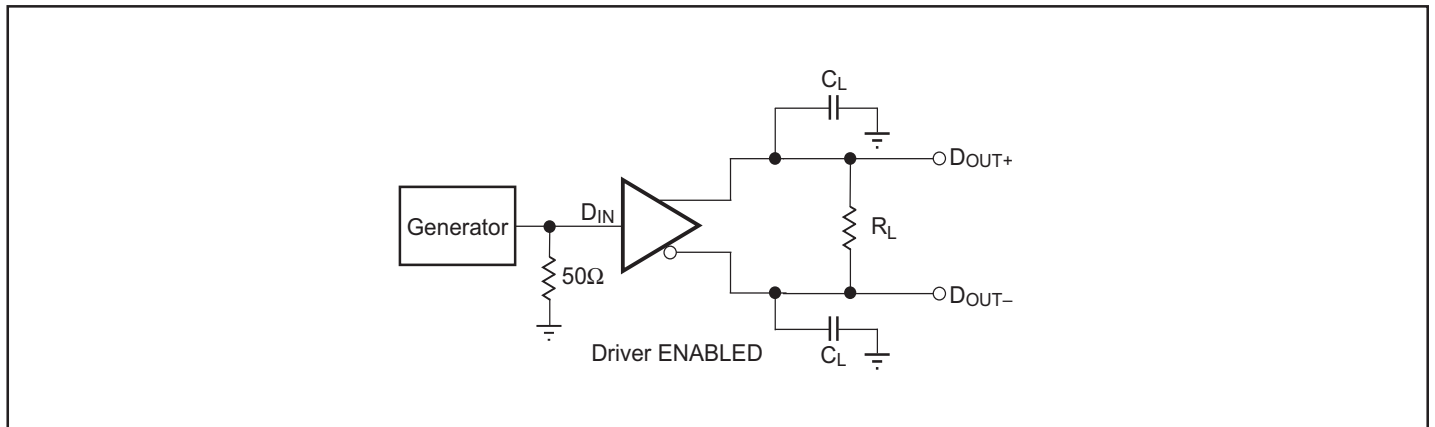 C_L
D_OUT+
Generator
D_IN
R_L
50Ω
D_OUT–
Driver ENABLED
C_L